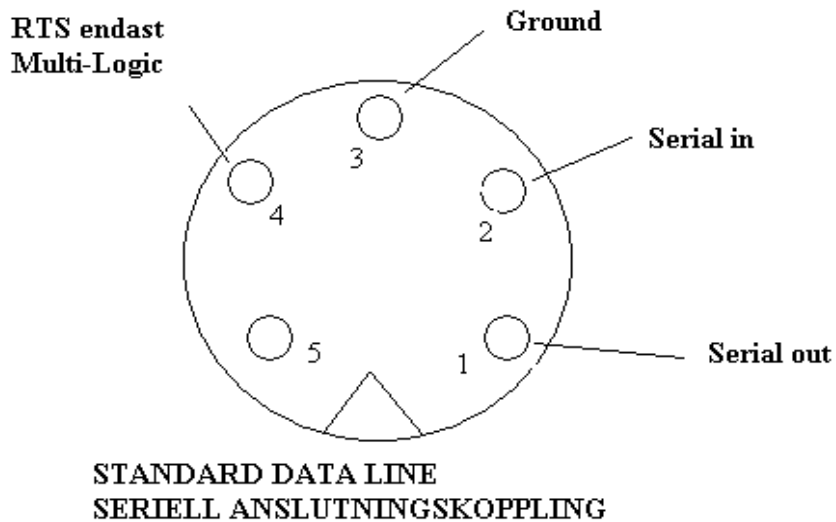 RTS endast
Multi-Logic
Ground
3
Serial in
4
2
5
1
Serial out
STANDARD DATA LINE
SERIELL ANSLUTNINGSKOPPLING